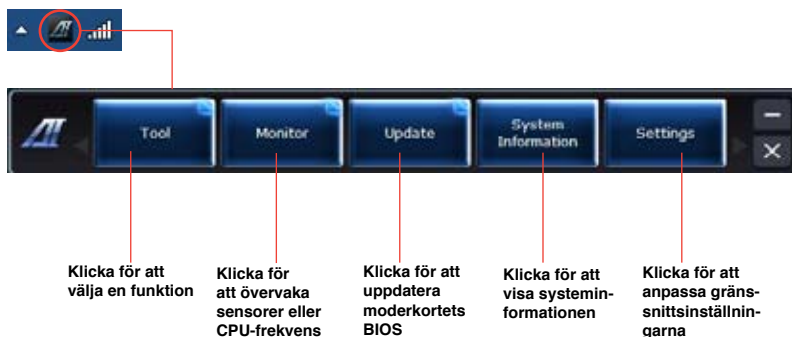 Tool
Monitor
Update
System
Information
Settings
Klicka för att
välja en funktion
Klicka för
att övervaka
sensorer eller
CPU-frekvens
Klicka för att
uppdatera
moderkortets
BIOS
Klicka för att
visa systemin-
formationen
Klicka för att
anpassa gräns-
snittsinställnin-
garna